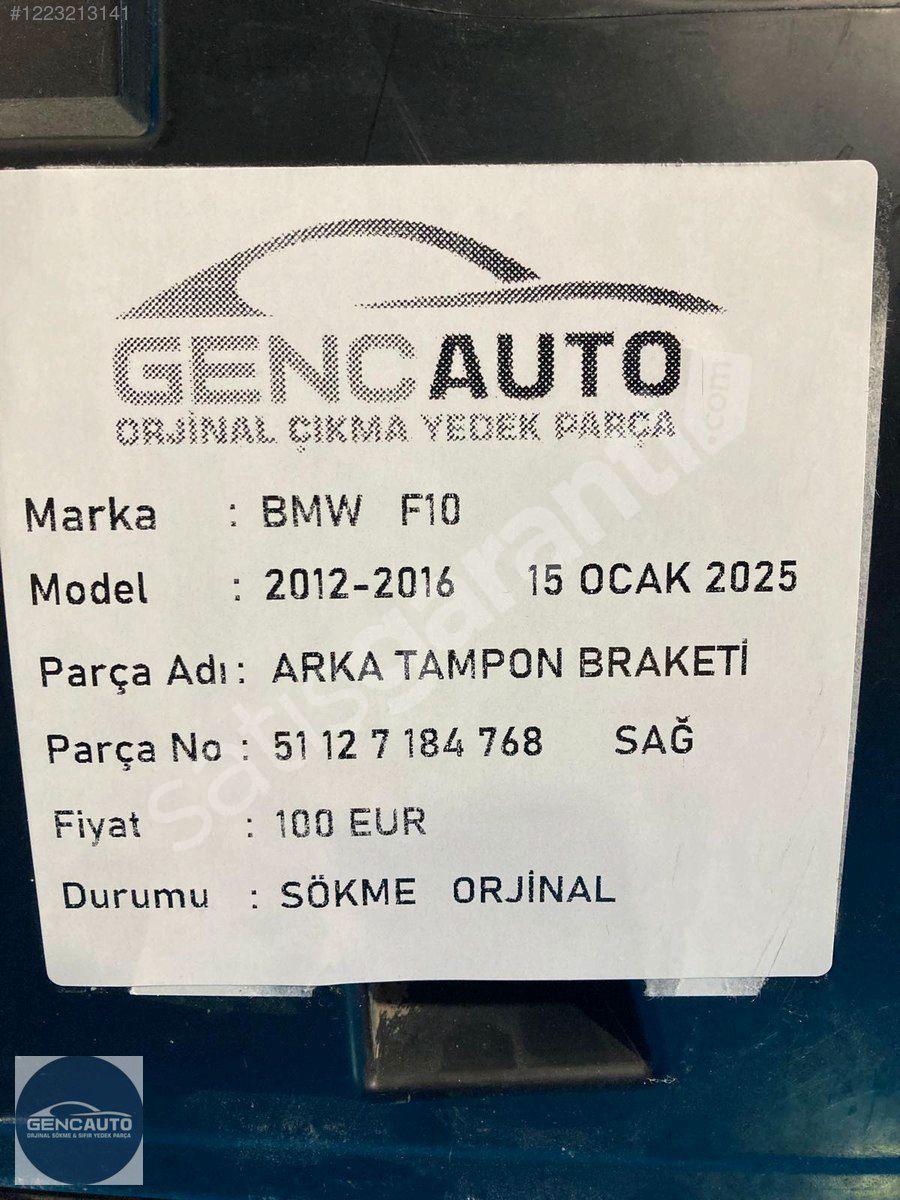 #1223213141
GENCAUTO
ORJİNAL ÇIKMA YEDEK PARÇA
Marka : BMW F10
Model : 2012-2016 15 OCAK 2025
Parça Adı : ARKA TAMPON BRAKETİ
Parça No : 51 12 7 184 768 SAĞ
Fiyat : 100 EUR
Durumu : SÖKME ORJİNAL
satisgaranti.com
GENCAUTO
ORJİNAL SÖKME & SIFIR YEDEK PARÇA